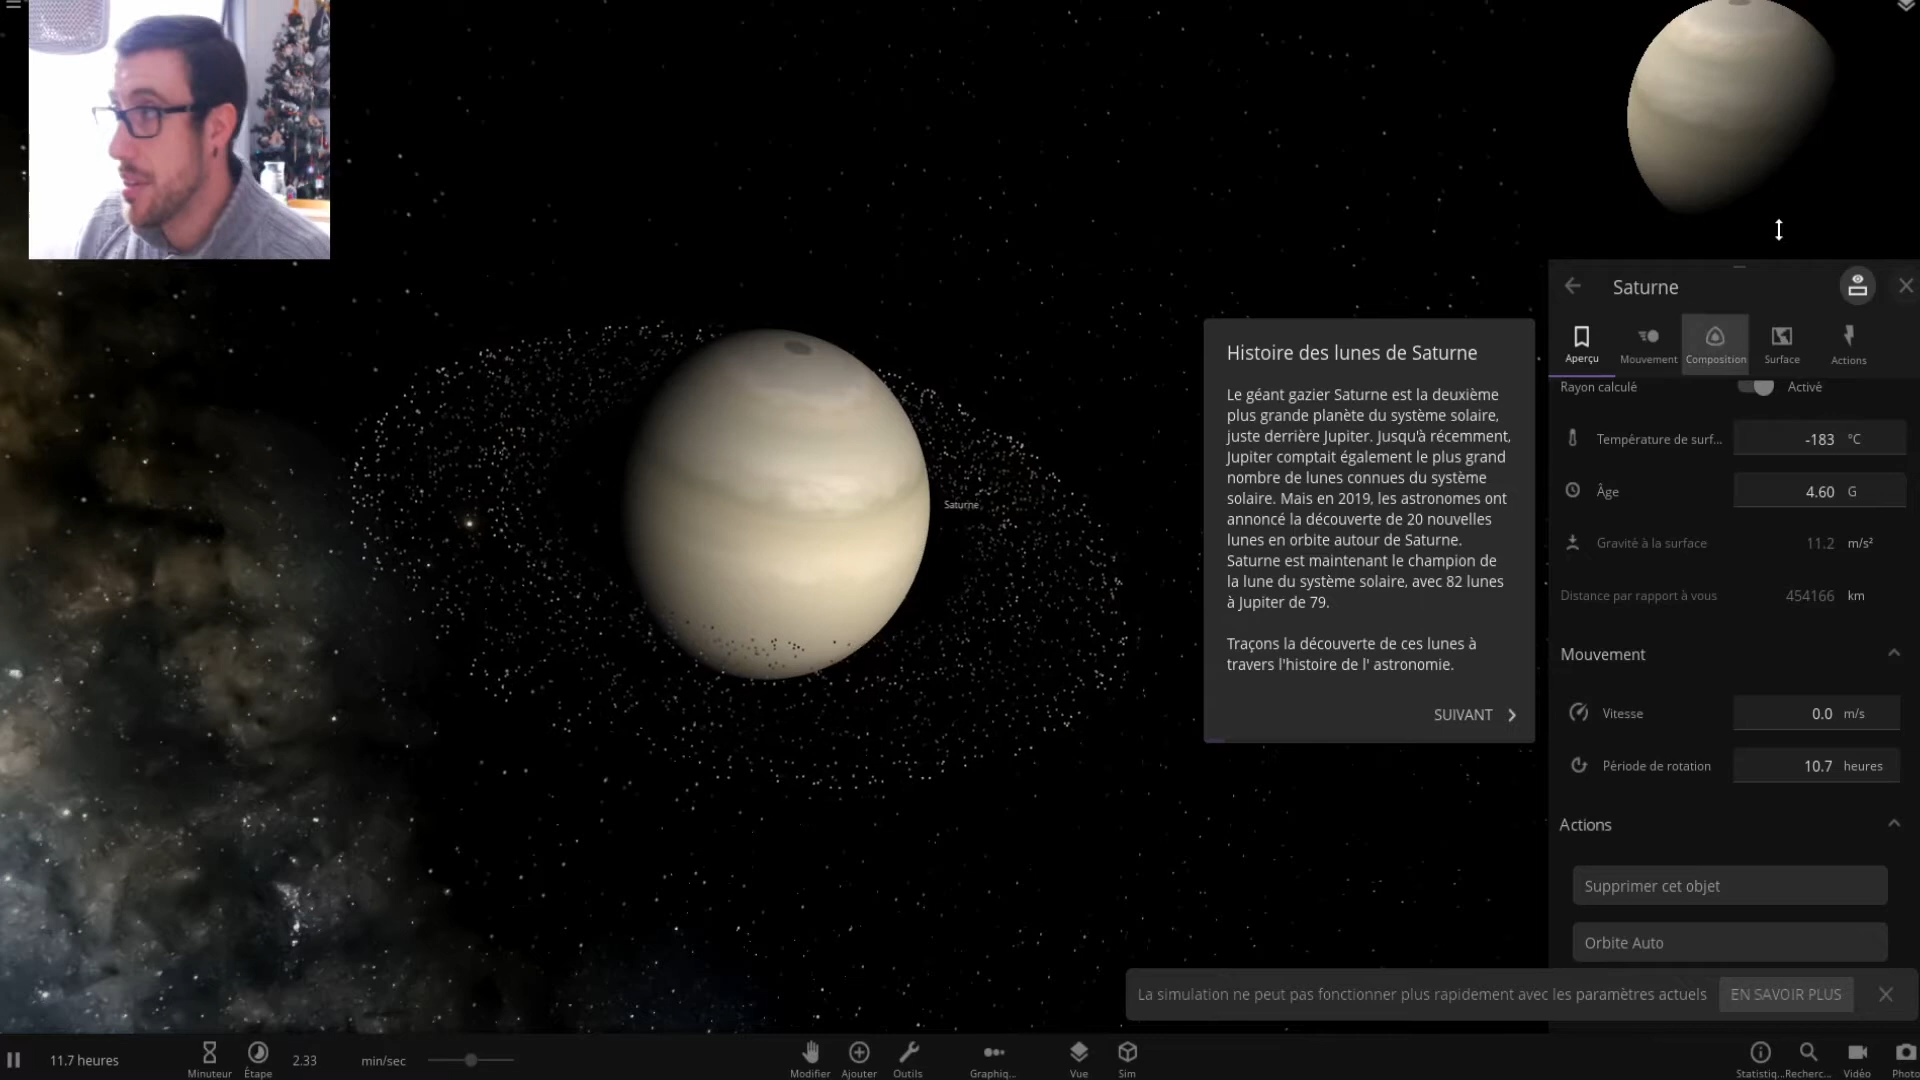 Saturne
Aperçu
Mouvement
Composition
Surface
Actions
Rayon calculé
Activé
Température de surf...
-183 °C
Âge
4.60 G
Gravité à la surface
11.2 m/s²
Distance par rapport à vous
454166 km
Mouvement
Vitesse
0.0 m/s
Période de rotation
10.7 heures
Actions
Supprimer cet objet
Orbite Auto
Saturne
Histoire des lunes de Saturne
Le géant gazier Saturne est la deuxième
plus grande planète du système solaire,
juste derrière Jupiter. Jusqu'à récemment,
Jupiter comptait également le plus grand
nombre de lunes connues du système
solaire. Mais en 2019, les astronomes ont
annoncé la découverte de 20 nouvelles
lunes en orbite autour de Saturne.
Saturne est maintenant le champion de
la lune du système solaire, avec 82 lunes
à Jupiter de 79.
Traçons la découverte de ces lunes à
travers l'histoire de l' astronomie.
SUIVANT
La simulation ne peut pas fonctionner plus rapidement avec les paramètres actuels
EN SAVOIR PLUS
11.7 heures
Minuteur
Étape
2.33 min/sec
Modifier
Ajouter
Outils
Graphiq...
Vue
Sim
Statistiq...
Recherc...
Vidéo
Photo